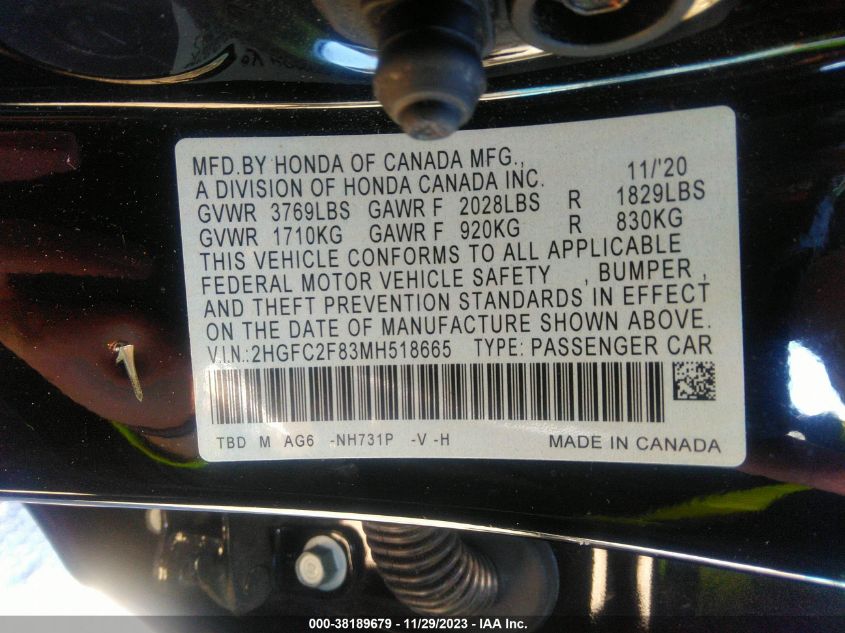 MFD.BY HONDA OF CANADA MFG., 11/'20
A DIVISION OF HONDA CANADA INC.
GVWR 3769LBS GAWR F 2028LBS R 1829LBS
GVWR 1710KG GAWR F 920KG R 830KG
THIS VEHICLE CONFORMS TO ALL APPLICABLE
FEDERAL MOTOR VEHICLE SAFETY , BUMPER ,
AND THEFT PREVENTION STANDARDS IN EFFECT
ON THE DATE OF MANUFACTURE SHOWN ABOVE.
V.I.N.:2HGFC2F83MH518665 TYPE: PASSENGER CAR
TBD M AG6 -NH731P -V -H MADE IN CANADA
000-38189679 - 11/29/2023 - IAA Inc.